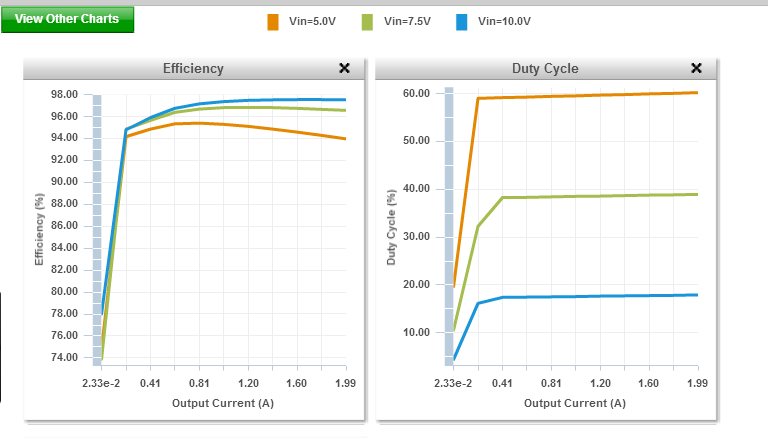 View Other Charts
Vin=5.0V Vin=7.5V Vin=10.0V
Efficiency
98.00
96.00
94.00
92.00
90.00
88.00
86.00
84.00
82.00
80.00
78.00
76.00
74.00
Efficiency (%)
2.33e-2 0.41 0.81 1.20 1.60 1.99
Output Current (A)
Duty Cycle
60.00
50.00
40.00
30.00
20.00
10.00
Duty Cycle (%)
2.33e-2 0.41 0.81 1.20 1.60 1.99
Output Current (A)